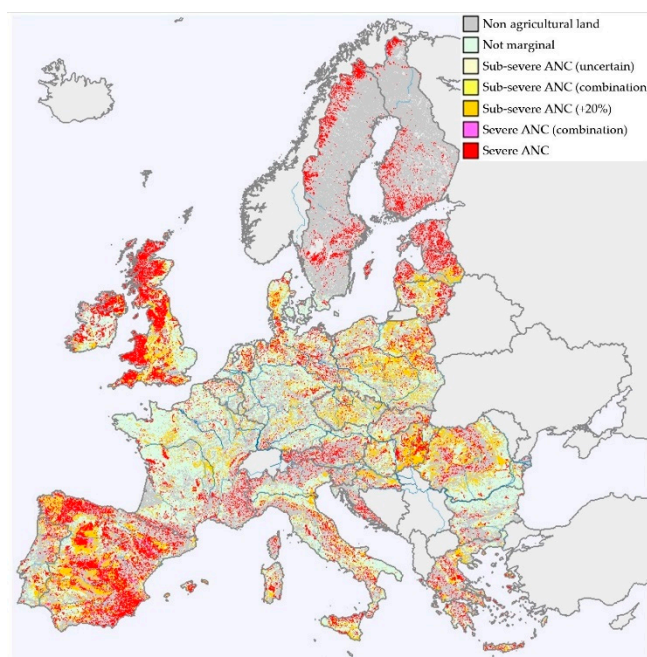 Non agricultural land
Not marginal
Sub-severe ANC (uncertain)
Sub-severe ANC (combination
Sub-severe ANC (+20%)
Severe ANC (combination)
Severe ANC